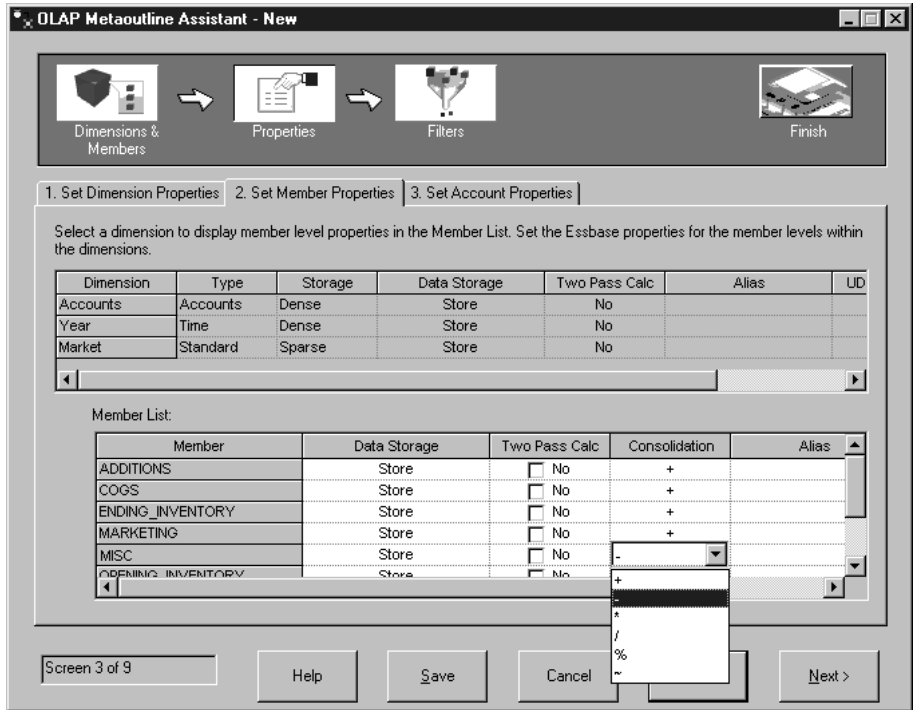 OLAP Metaoutline Assistant - New
Dimensions &
Members
Properties
Filters
Finish
1. Set Dimension Properties
2. Set Member Properties
3. Set Account Properties
Select a dimension to display member level properties in the Member List. Set the Essbase properties for the member levels within
the dimensions.
Dimension Type Storage Data Storage Two Pass Calc Alias UD
Accounts Accounts Dense Store No
Year Time Dense Store No
Market Standard Sparse Store No
Member List:
Member Data Storage Two Pass Calc Consolidation Alias
ADDITIONS Store No +
COGS Store No +
ENDING_INVENTORY Store No +
MARKETING Store No +
MISC Store No -
OPENING_INVENTORY Store No
+
-
*
/
%
~
Screen 3 of 9
Help
Save
Cancel
Next >